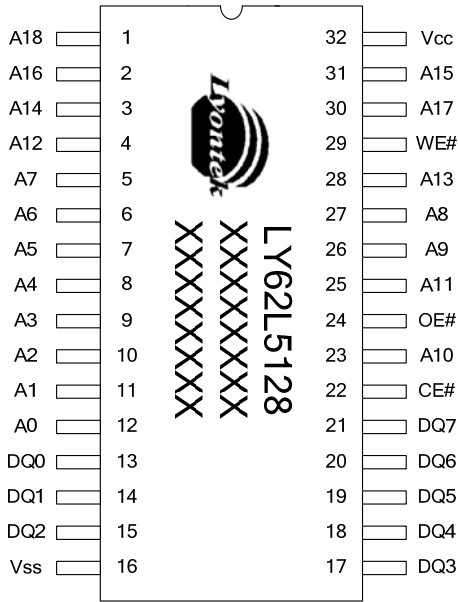 A18 1 32 Vcc
A16 2 31 A15
A14 3 30 A17
A12 4 29 WE#
A7 5 28 A13
A6 6 27 A8
A5 7 26 A9
A4 8 25 A11
A3 9 24 OE#
A2 10 23 A10
A1 11 22 CE#
A0 12 21 DQ7
DQ0 13 20 DQ6
DQ1 14 19 DQ5
DQ2 15 18 DQ4
Vss 16 17 DQ3
Lyontek
LY62L5128
XXXXXXXX
XXXXXXXX